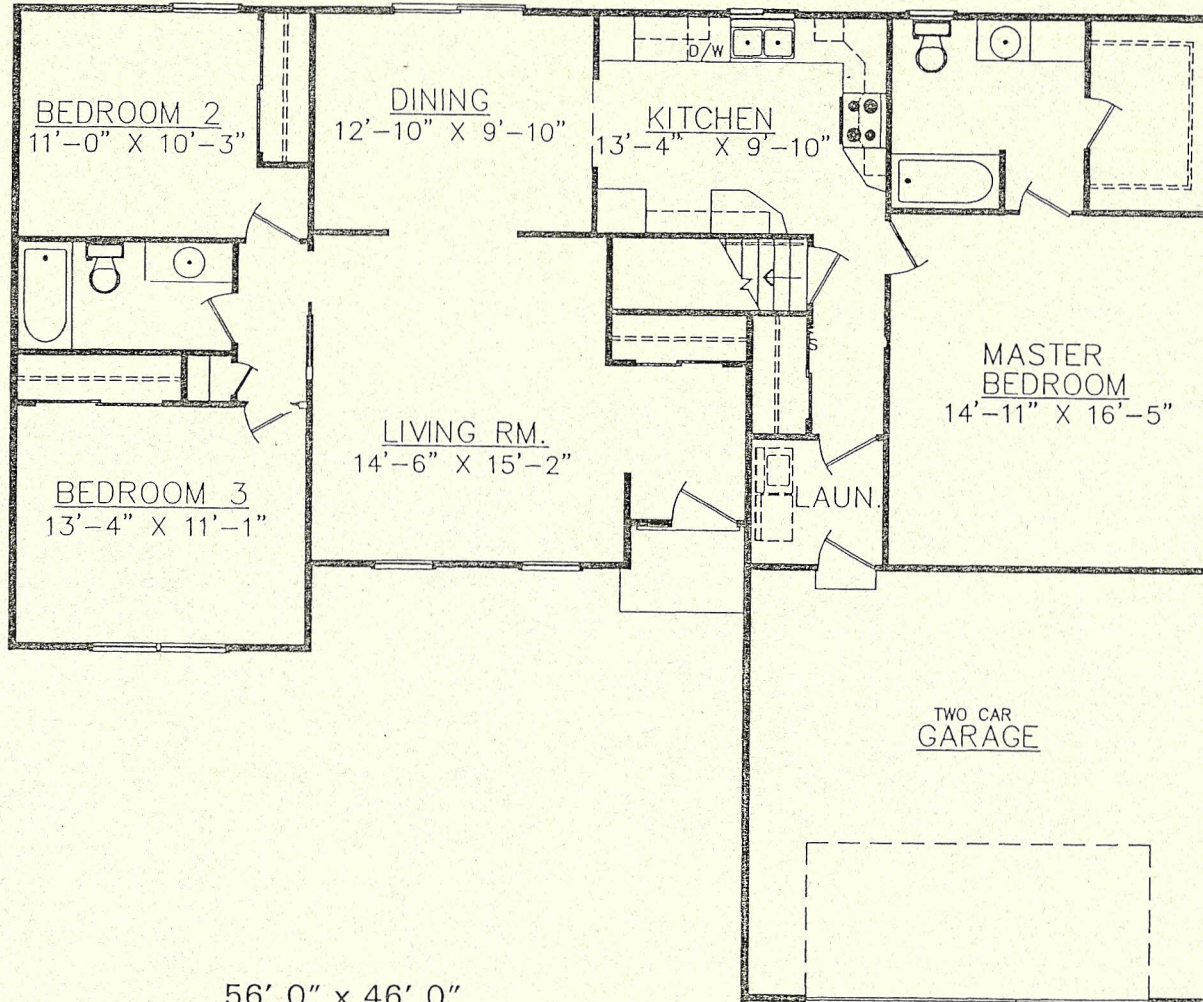 BEDROOM 2
11'-0" X 10'-3"
DINING
12'-10" X 9'-10"
D/W
KITCHEN
13'-4" X 9'-10"
S
MASTER
BEDROOM
14'-11" X 16'-5"
LIVING RM.
14'-6" X 15'-2"
BEDROOM 3
13'-4" X 11'-1"
LAUN.
TWO CAR
GARAGE
56' 0" x 46' 0"